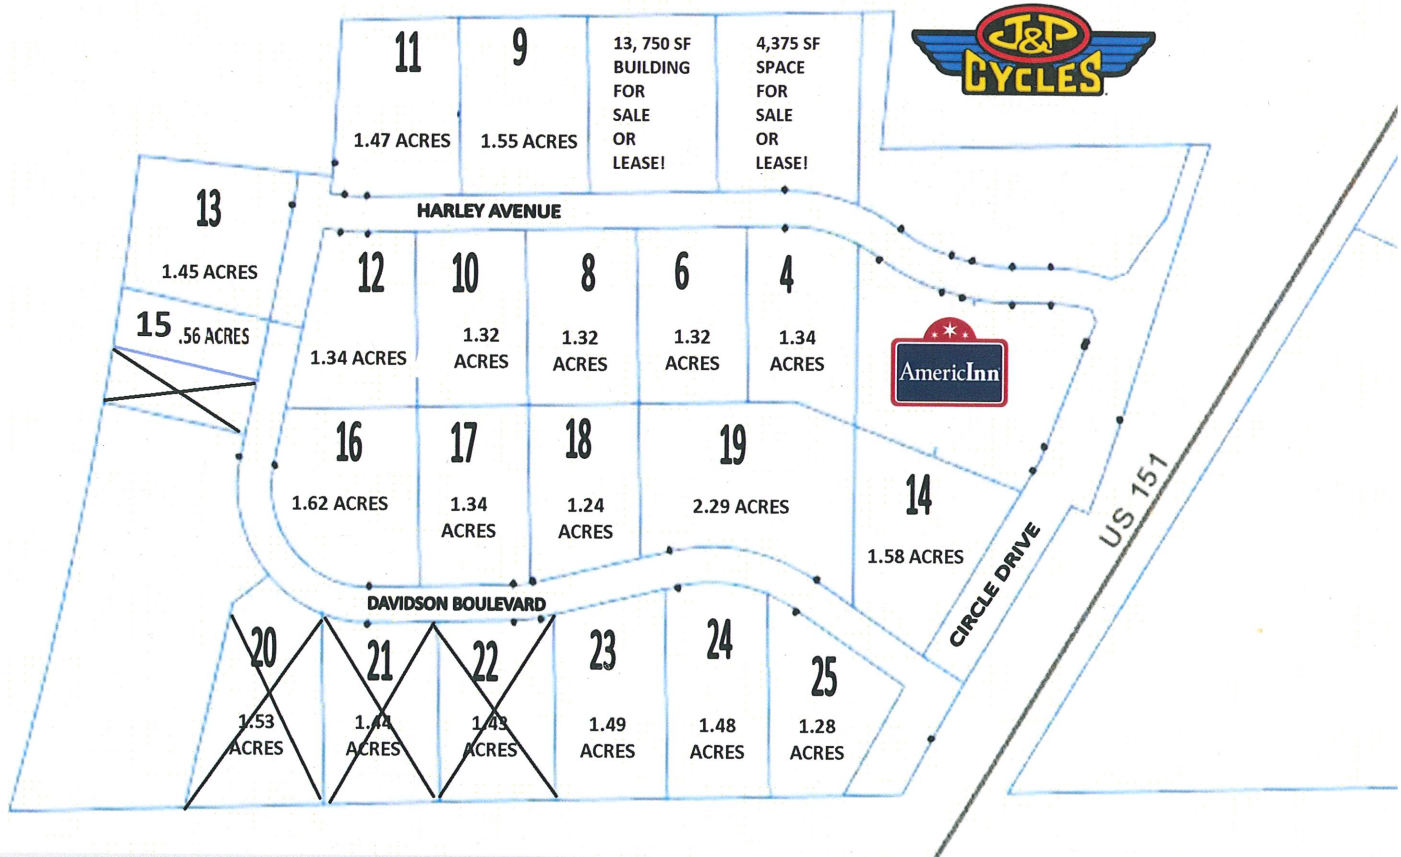 J&P
CYCLES
11
1.47 ACRES
9
1.55 ACRES
13, 750 SF
BUILDING
FOR
SALE
OR
LEASE!
4,375 SF
SPACE
FOR
SALE
OR
LEASE!
HARLEY AVENUE
13
1.45 ACRES
15 .56 ACRES
12
1.34 ACRES
10
1.32
ACRES
8
1.32
ACRES
6
1.32
ACRES
4
1.34
ACRES
AmericInn
16
1.62 ACRES
17
1.34
ACRES
18
1.24
ACRES
19
2.29 ACRES
14
1.58 ACRES
US 151
CIRCLE DRIVE
DAVIDSON BOULEVARD
20
1.53
ACRES
21
1.44
ACRES
22
1.43
ACRES
23
1.49
ACRES
24
1.48
ACRES
25
1.28
ACRES